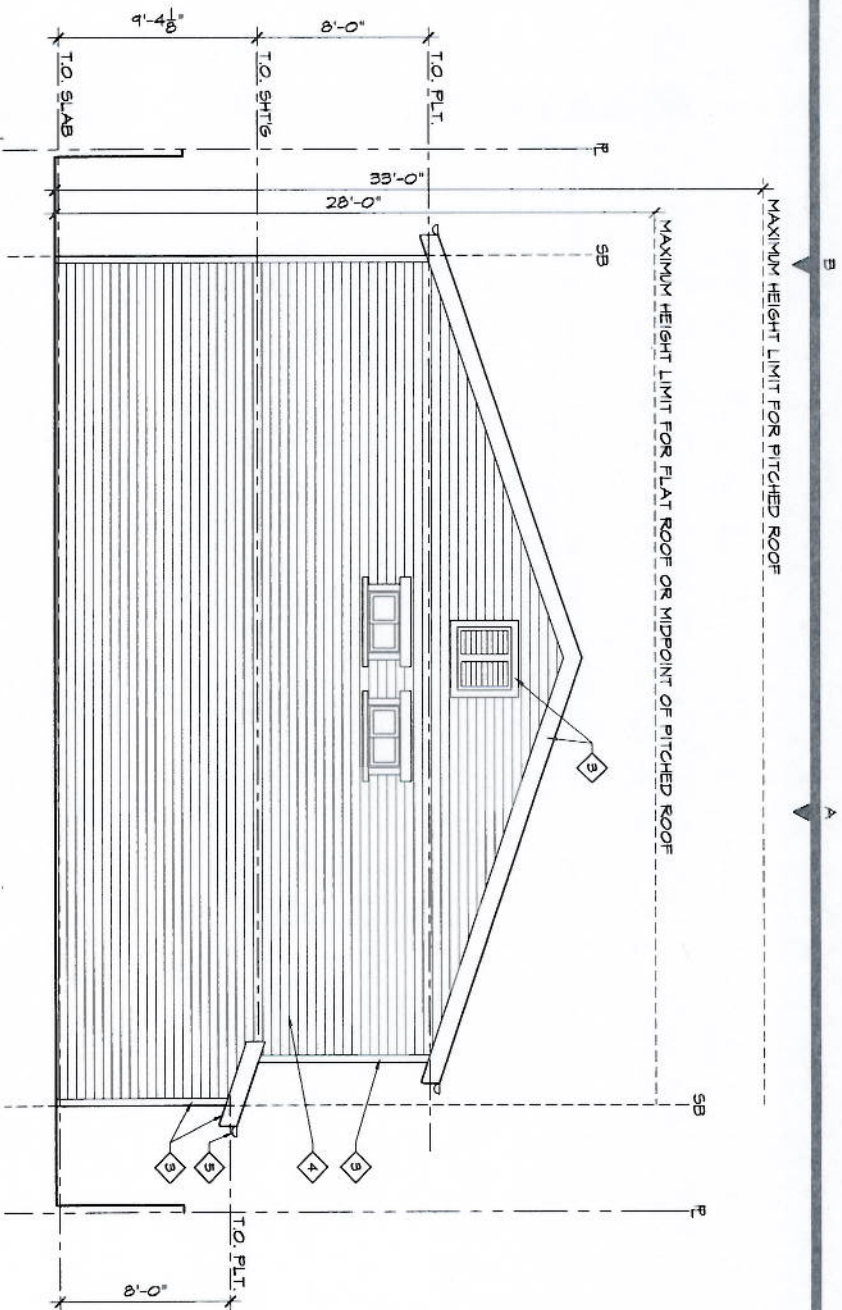 B
A
MAXIMUM HEIGHT LIMIT FOR PITCHED ROOF
33'-0"
MAXIMUM HEIGHT LIMIT FOR FLAT ROOF OR MIDPOINT OF PITCHED ROOF
28'-0"
PL
SB
SB
PL
3
T.O. PLT.
8'-0"
T.O. SHT'G
9'-4 1/8"
T.O. SLAB
3
4
5
3
T.O. PLT.
8'-0"